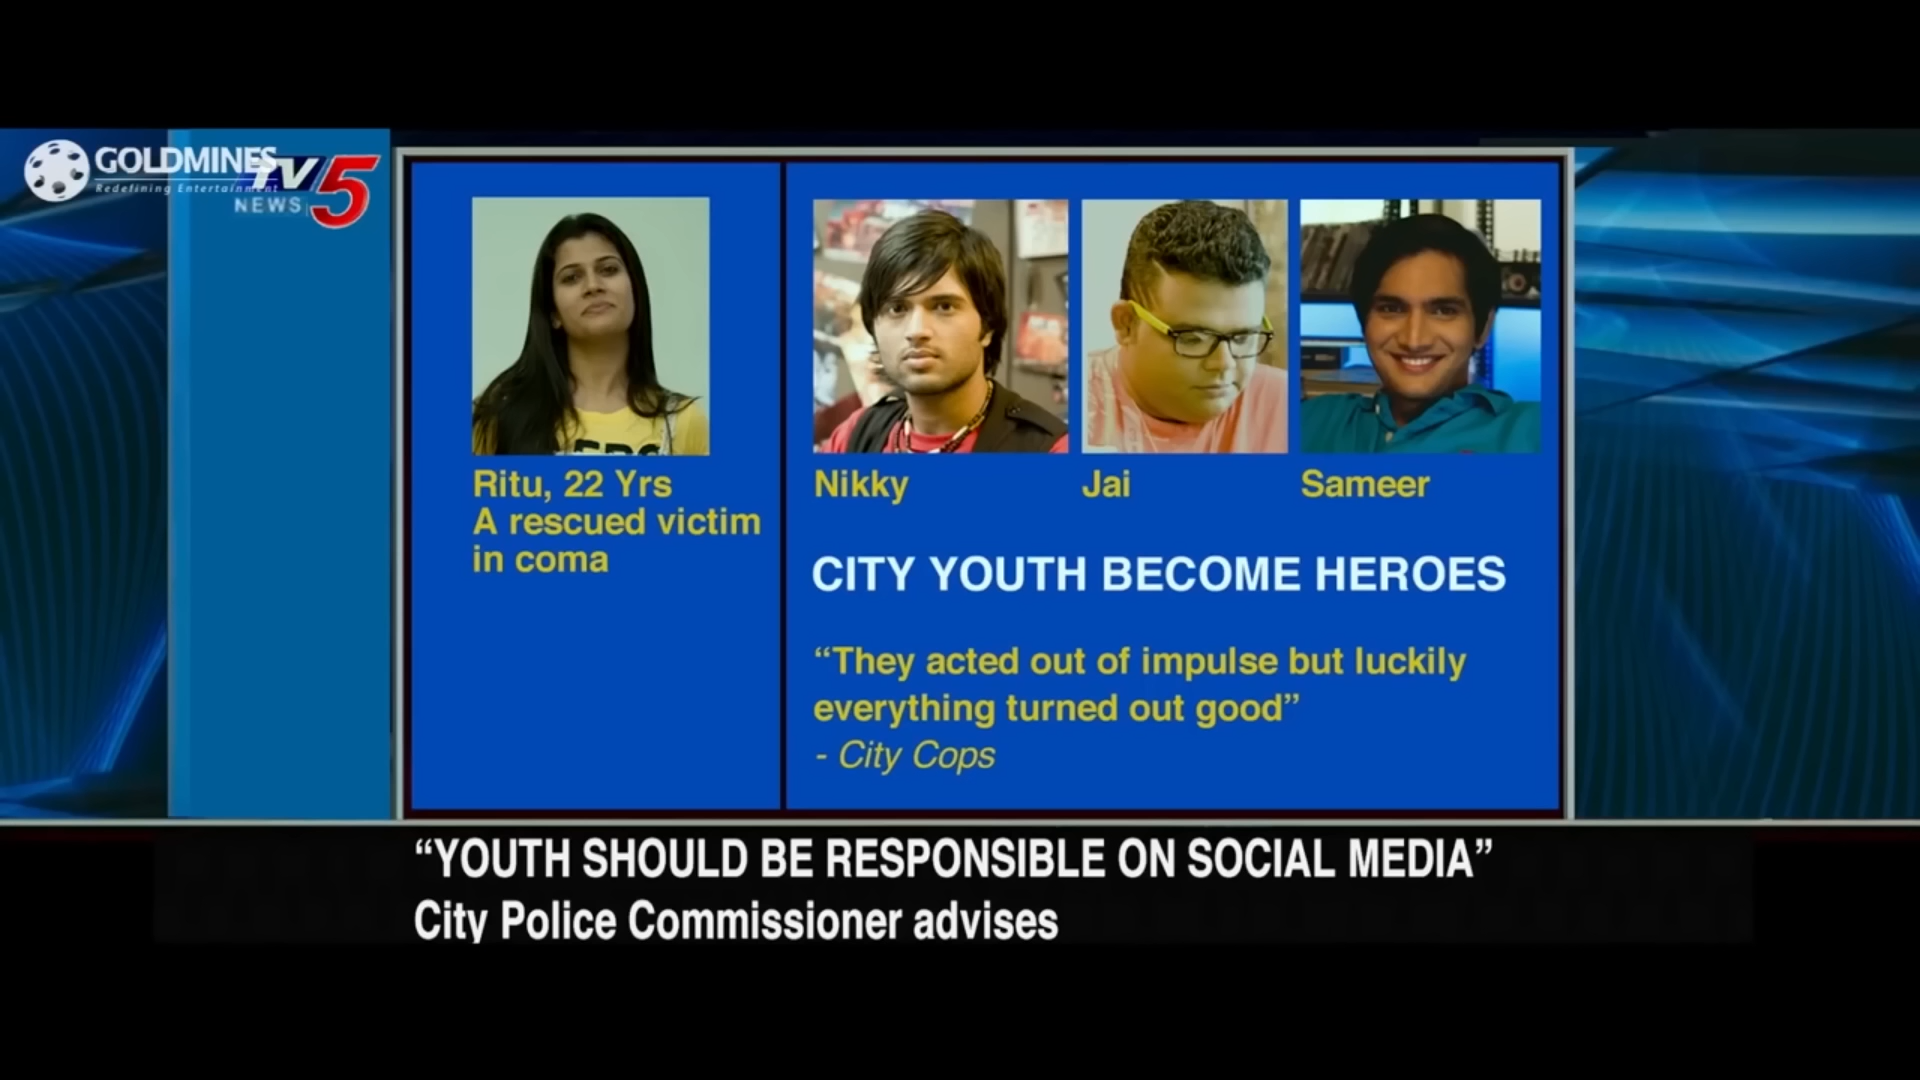 GOLDMINES
Redefining Entertainment
TV5
NEWS
Ritu, 22 Yrs
A rescued victim
in coma
Nikky
Jai
Sameer
CITY YOUTH BECOME HEROES
“They acted out of impulse but luckily
everything turned out good”
- City Cops
“YOUTH SHOULD BE RESPONSIBLE ON SOCIAL MEDIA”
City Police Commissioner advises